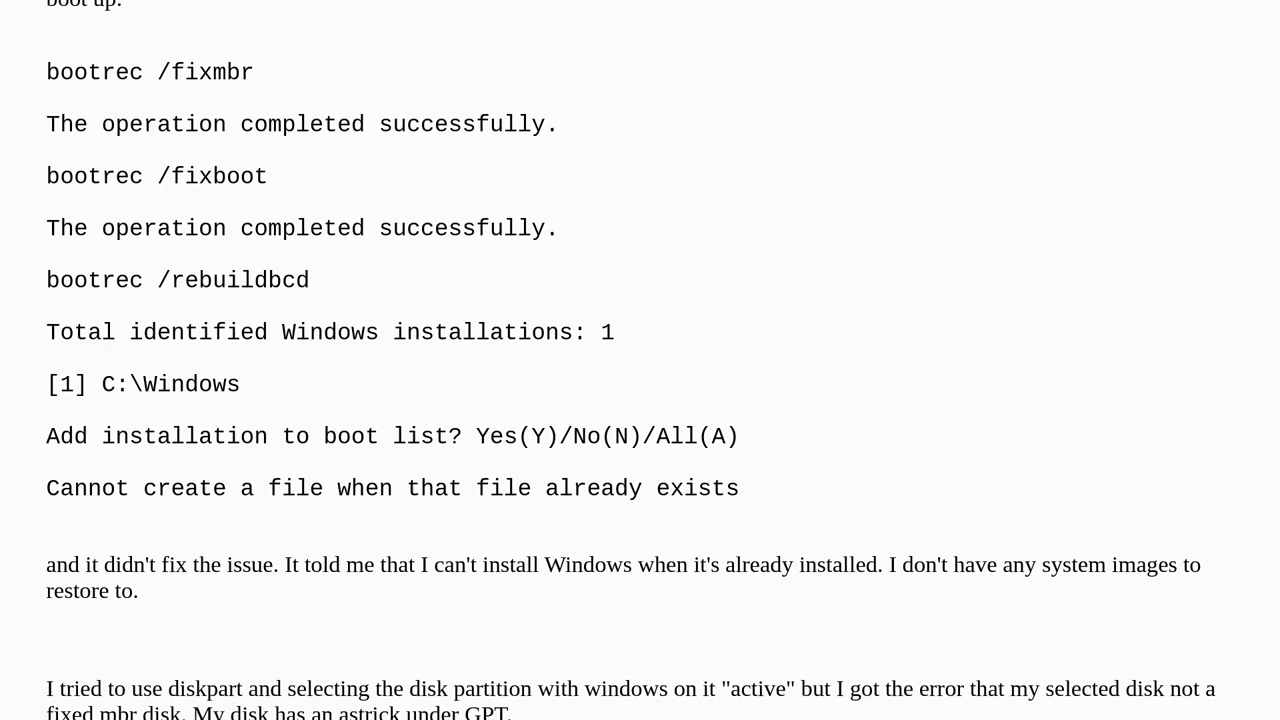 boot up.
bootrec /fixmbr
The operation completed successfully.
bootrec /fixboot
The operation completed successfully.
bootrec /rebuildbcd
Total identified Windows installations: 1
[1] C:\Windows
Add installation to boot list? Yes(Y)/No(N)/All(A)
Cannot create a file when that file already exists
and it didn't fix the issue. It told me that I can't install Windows when it's already installed. I don't have any system images to
restore to.
I tried to use diskpart and selecting the disk partition with windows on it "active" but I got the error that my selected disk not a
fixed mbr disk. My disk has an astrick under GPT.